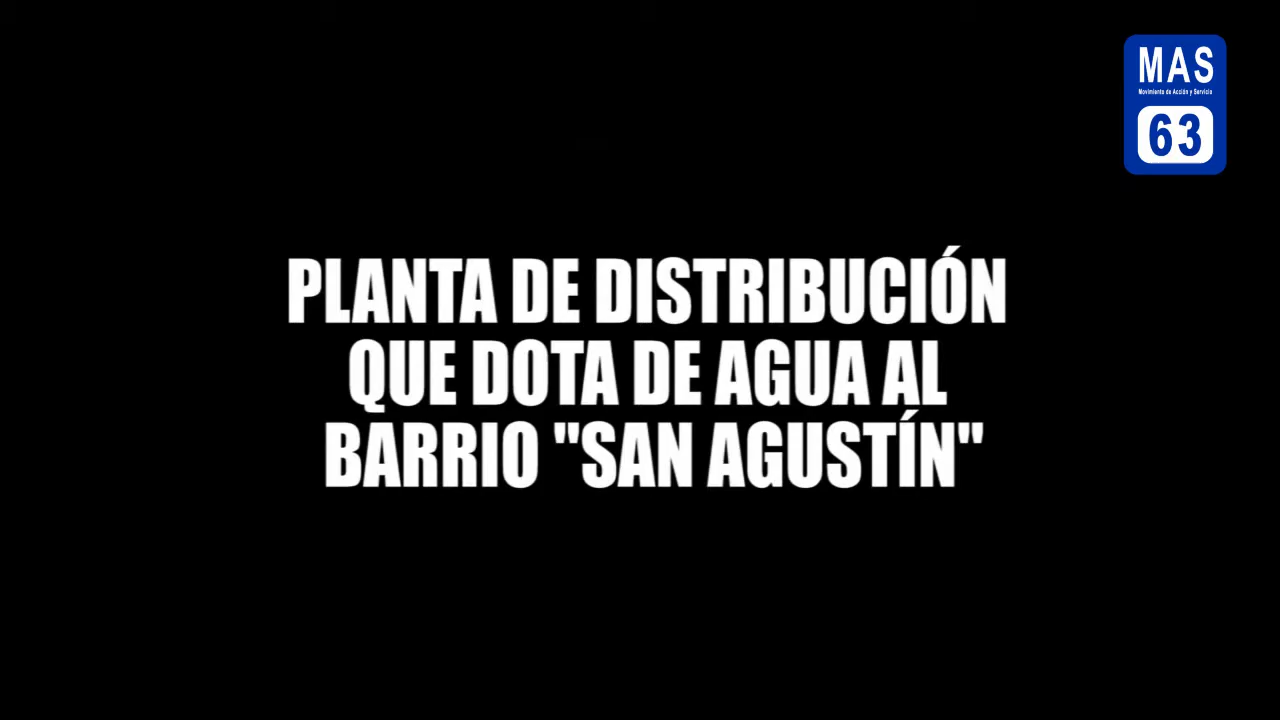 MAS
Movimiento de Acción y Servicio
63
PLANTA DE DISTRIBUCIÓN
QUE DOTA DE AGUA AL
BARRIO "SAN AGUSTÍN"